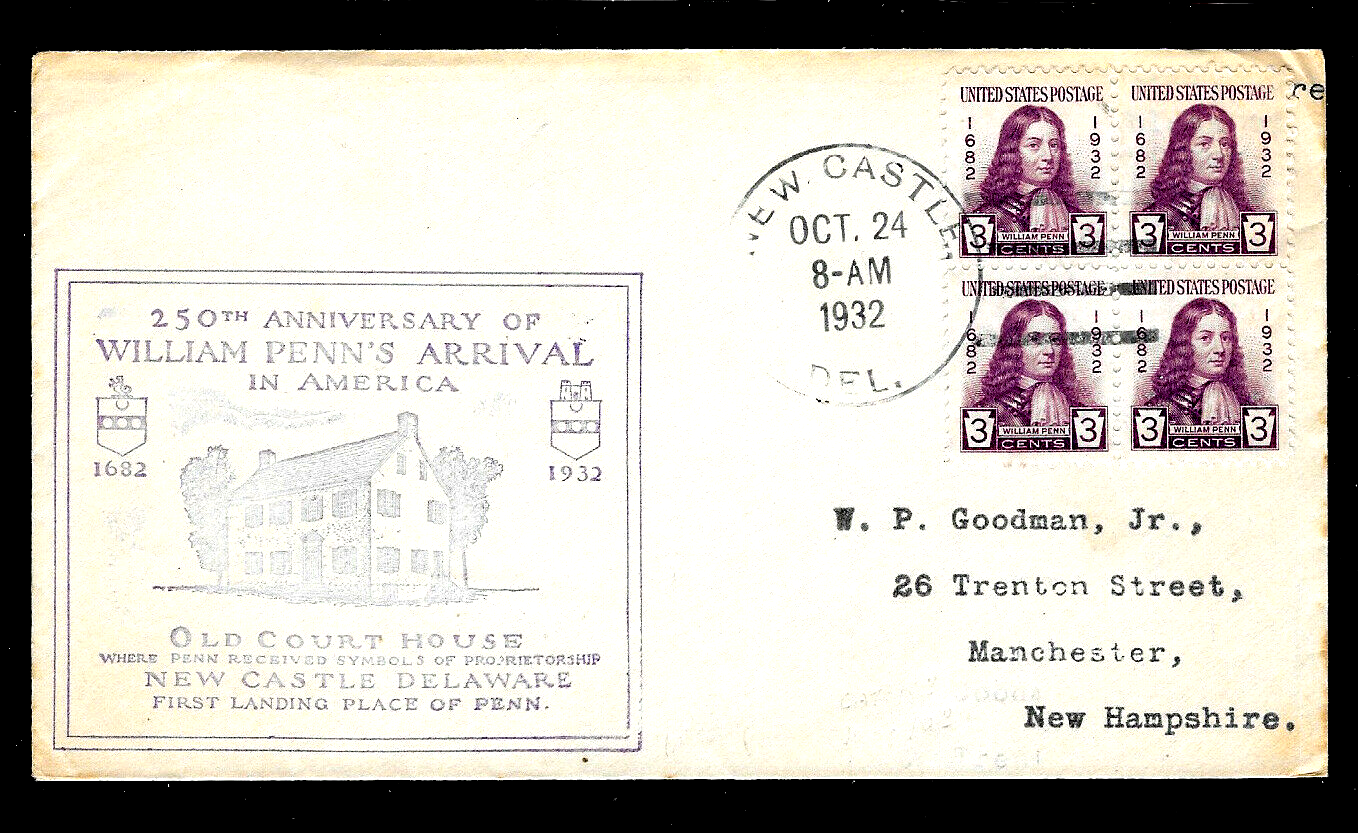 re
UNITED STATES POSTAGE
1682
1932
3
WILLIAM PENN
CENTS
3
UNITED STATES POSTAGE
1682
1932
3
WILLIAM PENN
CENTS
3
UNITED STATES POSTAGE
1682
1932
3
WILLIAM PENN
CENTS
3
UNITED STATES POSTAGE
1682
1932
3
WILLIAM PENN
CENTS
3
NEW CASTLE,
OCT. 24
8-AM
1932
DEL.
250TH ANNIVERSARY OF
WILLIAM PENN'S ARRIVAL
IN AMERICA
1682
1932
OLD COURT HOUSE
WHERE PENN RECEIVED SYMBOLS OF PROPRIETORSHIP
NEW CASTLE DELAWARE
FIRST LANDING PLACE OF PENN.
W. P. Goodman, Jr.,
26 Trenton Street,
Manchester,
New Hampshire.